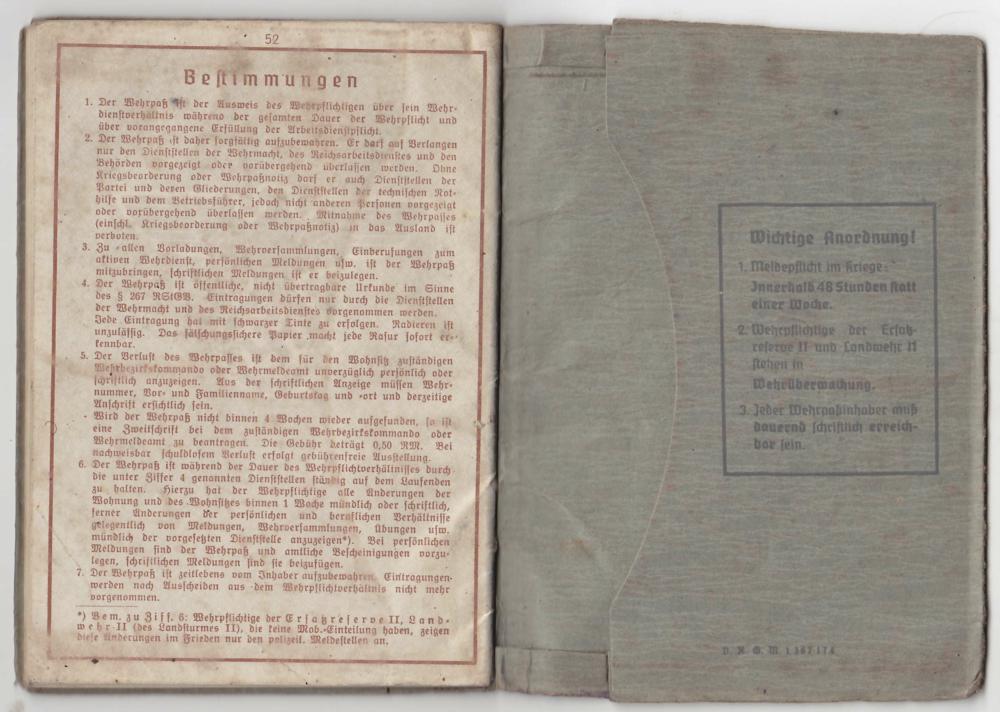 52
Bestimmungen
1. Der Wehrpaß ist der Ausweis des Wehrpflichtigen über sein Wehr-
dienstverhältnis während der gesamten Dauer der Wehrpflicht und
über vorangegangene Erfüllung der Arbeitsdienstpflicht.
2. Der Wehrpaß ist daher sorgfältig aufzubewahren. Er darf auf Verlangen
nur den Dienststellen der Wehrmacht, des Reichsarbeitsdienstes und den
Behörden vorgezeigt oder vorübergehend überlassen werden. Ohne
Kriegsbeorderung oder Wehrpaßnotiz darf er auch Dienststellen der
Partei und deren Gliederungen, den Dienststellen der technischen Not-
hilfe und dem Betriebsführer, jedoch nicht anderen Personen vorgezeigt
oder vorübergehend überlassen werden. Mitnahme des Wehrpasses
(einschl. Kriegsbeorderung oder Wehrpaßnotiz) in das Ausland ist
verboten.
3. Zu allen Vorladungen, Wehrversammlungen, Einberufungen zum
aktiven Wehrdienst, persönlichen Meldungen usw. ist der Wehrpaß
mitzubringen, schriftlichen Meldungen ist er beizulegen.
4. Der Wehrpaß ist öffentliche, nicht übertragbare Urkunde im Sinne
des § 267 RStGB. Eintragungen dürfen nur durch die Dienststellen
der Wehrmacht und des Reichsarbeitsdienstes vorgenommen werden.
Jede Eintragung hat mit schwarzer Tinte zu erfolgen. Radieren ist
unzulässig. Das fälschungssichere Papier macht jede Rasur sofort er-
kennbar.
5. Der Verlust des Wehrpasses ist dem für den Wohnsitz zuständigen
Wehrbezirkskommando oder Wehrmeldeamt unverzüglich persönlich oder
schriftlich anzuzeigen. Aus der schriftlichen Anzeige müssen Wehr-
nummer, Vor- und Familienname, Geburtstag und -ort und derzeitige
Anschrift ersichtlich sein.
Wird der Wehrpaß nicht binnen 4 Wochen wieder aufgefunden, so ist
eine Zweitschrift bei dem zuständigen Wehrbezirkskommando oder
Wehrmeldeamt zu beantragen. Die Gebühr beträgt 0,50 RM. Bei
nachweisbar schuldlosem Verlust erfolgt gebührenfreie Ausstellung.
6. Der Wehrpaß ist während der Dauer des Wehrpflichtverhältnisses durch
die unter Ziffer 4 genannten Dienststellen ständig auf dem Laufenden
zu halten. Hierzu hat der Wehrpflichtige alle Änderungen der
Wohnung und des Wohnsitzes binnen 1 Woche mündlich oder schriftlich,
ferner Änderungen der persönlichen und beruflichen Verhältnisse
gelegentlich von Meldungen, Wehrversammlungen, Übungen usw.
mündlich der vorgesetzten Dienststelle anzuzeigen*). Bei persönlichen
Meldungen sind der Wehrpaß und amtliche Bescheinigungen vorzu-
legen, schriftlichen Meldungen sind sie beizufügen.
7. Der Wehrpaß ist zeitlebens vom Inhaber aufzubewahren. Eintragungen
werden nach Ausscheiden aus dem Wehrpflichtverhältnis nicht mehr
vorgenommen.
*) Bem. zu Ziff. 6: Wehrpflichtige der Ersatzreserve II, Land-
wehr II (des Landsturmes II), die keine Mob.-Einteilung haben, zeigen
diese Änderungen im Frieden nur den polizeil. Meldestellen an.
Wichtige Anordnung!
1. Meldepflicht im Kriege:
Innerhalb 48 Stunden statt
einer Woche.
2. Wehrpflichtige der Ersatz-
reserve II und Landwehr II
stehen in
Wehrüberwachung.
3. Jeder Wehrpaßinhaber muß
dauernd schriftlich erreich-
bar sein.
D. R. G. M. 1 387 174